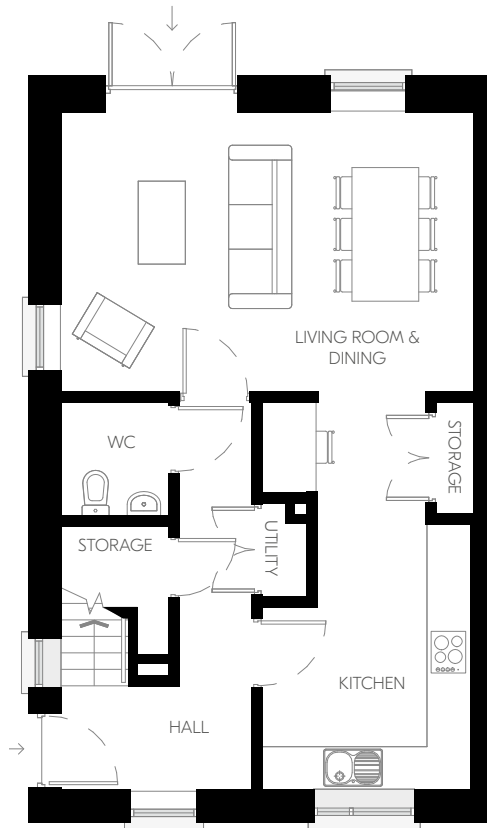 LIVING ROOM &
DINING
WC
STORAGE
STORAGE
UTILITY
KITCHEN
HALL